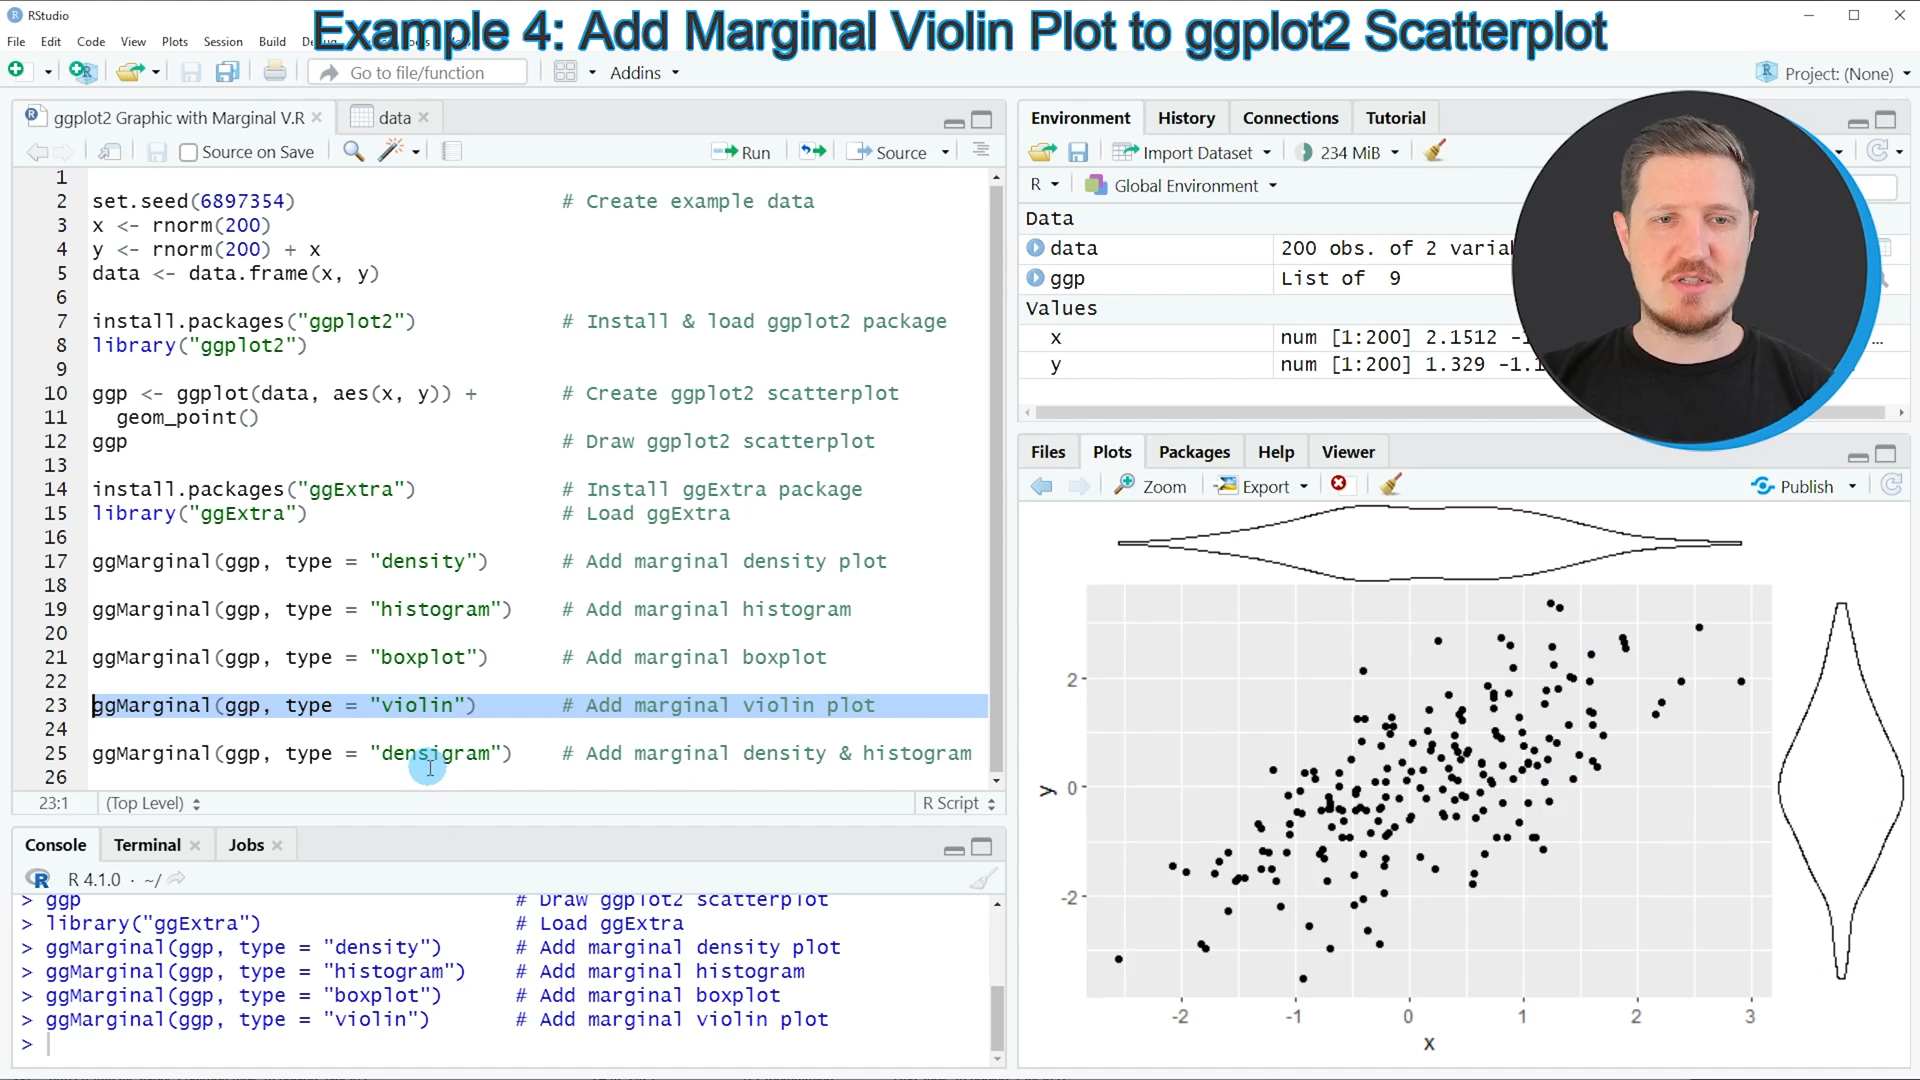 RStudio
Example 4: Add Marginal Violin Plot to ggplot2 Scatterplot
File Edit Code View Plots Session Build
Go to file/function
Addins
Project: (None)
ggplot2 Graphic with Marginal V.R
data
Source on Save
Run
Source
1
2 set.seed(6897354) # Create example data
3 x <- rnorm(200)
4 y <- rnorm(200) + x
5 data <- data.frame(x, y)
6
7 install.packages("ggplot2") # Install & load ggplot2 package
8 library("ggplot2")
9
10 ggp <- ggplot(data, aes(x, y)) + # Create ggplot2 scatterplot
11 geom_point()
12 ggp # Draw ggplot2 scatterplot
13
14 install.packages("ggExtra") # Install ggExtra package
15 library("ggExtra") # Load ggExtra
16
17 ggMarginal(ggp, type = "density") # Add marginal density plot
18
19 ggMarginal(ggp, type = "histogram") # Add marginal histogram
20
21 ggMarginal(ggp, type = "boxplot") # Add marginal boxplot
22
23 ggMarginal(ggp, type = "violin") # Add marginal violin plot
24
25 ggMarginal(ggp, type = "densigram") # Add marginal density & histogram
26
23:1 (Top Level) R Script
Console Terminal Jobs
R 4.1.0 · ~/
> ggp # Draw ggplot2 scatterplot
> library("ggExtra") # Load ggExtra
> ggMarginal(ggp, type = "density") # Add marginal density plot
> ggMarginal(ggp, type = "histogram") # Add marginal histogram
> ggMarginal(ggp, type = "boxplot") # Add marginal boxplot
> ggMarginal(ggp, type = "violin") # Add marginal violin plot
>
Environment History Connections Tutorial
Import Dataset 234 MiB
R Global Environment
Data
data 200 obs. of 2 varia
ggp List of 9
Values
x num [1:200] 2.1512 - ...
y num [1:200] 1.329 -1.1
Files Plots Packages Help Viewer
Zoom Export Publish
2
0
-2
y
-2 -1 0 1 2 3
x